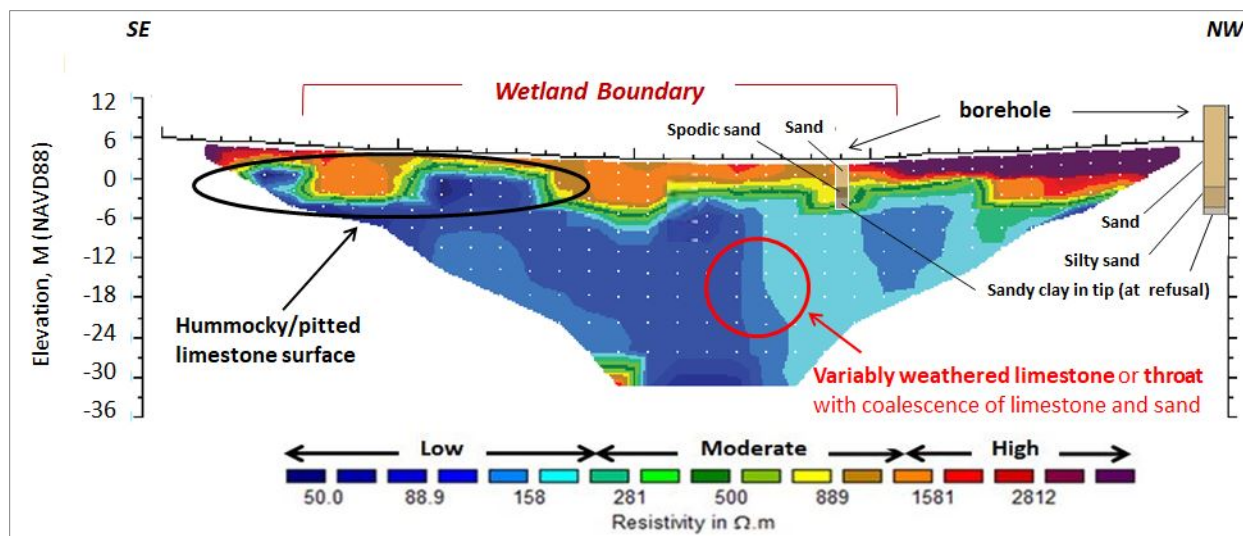 SE
NW
Wetland Boundary
borehole
Spodic sand
Sand
Elevation, M (NAVD88)
12
6
0
-6
-12
-18
-24
-30
-36
Sand
Silty sand
Sandy clay in tip (at refusal)
Hummocky/pitted
limestone surface
Variably weathered limestone or throat
with coalescence of limestone and sand
Low
Moderate
High
50.0 88.9 158 281 500 889 1581 2812
Resistivity in Ω.m